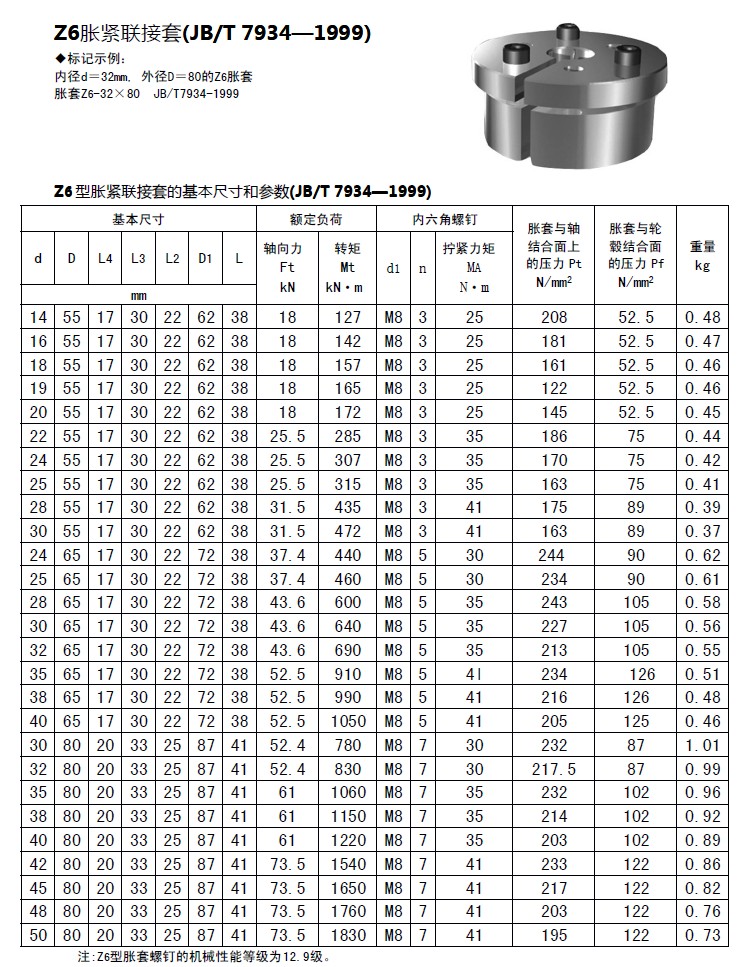 Z6胀紧联接套(JB/T 7934—1999)
◆标记示例:
内径d＝32mm, 外径D＝80的Z6胀套
胀套Z6-32×80 JB/T7934-1999
Z6型胀紧联接套的基本尺寸和参数(JB/T 7934—1999)
基本尺寸 额定负荷 内六角螺钉 胀套与轴结合面上的压力 Pt N/mm² 胀套与轮毂结合面的压力 Pf N/mm² 重量 kg
d D L4 L3 L2 D1 L 轴向力 Ft kN 转矩 Mt kN·m d1 n 拧紧力矩 MA N·m
mm
14 55 17 30 22 62 38 18 127 M8 3 25 208 52.5 0.48
16 55 17 30 22 62 38 18 142 M8 3 25 181 52.5 0.47
18 55 17 30 22 62 38 18 157 M8 3 25 161 52.5 0.46
19 55 17 30 22 62 38 18 165 M8 3 25 122 52.5 0.46
20 55 17 30 22 62 38 18 172 M8 3 25 145 52.5 0.45
22 55 17 30 22 62 38 25.5 285 M8 3 35 186 75 0.44
24 55 17 30 22 62 38 25.5 307 M8 3 35 170 75 0.42
25 55 17 30 22 62 38 25.5 315 M8 3 35 163 75 0.41
28 55 17 30 22 62 38 31.5 435 M8 3 41 175 89 0.39
30 55 17 30 22 62 38 31.5 472 M8 3 41 163 89 0.37
24 65 17 30 22 72 38 37.4 440 M8 5 30 244 90 0.62
25 65 17 30 22 72 38 37.4 460 M8 5 30 234 90 0.61
28 65 17 30 22 72 38 43.6 600 M8 5 35 243 105 0.58
30 65 17 30 22 72 38 43.6 640 M8 5 35 227 105 0.56
32 65 17 30 22 72 38 43.6 690 M8 5 35 213 105 0.55
35 65 17 30 22 72 38 52.5 910 M8 5 4l 234 126 0.51
38 65 17 30 22 72 38 52.5 990 M8 5 41 216 126 0.48
40 65 17 30 22 72 38 52.5 1050 M8 5 41 205 125 0.46
30 80 20 33 25 87 41 52.4 780 M8 7 30 232 87 1.01
32 80 20 33 25 87 41 52.4 830 M8 7 30 217.5 87 0.99
35 80 20 33 25 87 41 61 1060 M8 7 35 232 102 0.96
38 80 20 33 25 87 41 61 1150 M8 7 35 214 102 0.92
40 80 20 33 25 87 41 61 1220 M8 7 35 203 102 0.89
42 80 20 33 25 87 41 73.5 1540 M8 7 41 233 122 0.86
45 80 20 33 25 87 41 73.5 1650 M8 7 41 217 122 0.82
48 80 20 33 25 87 41 73.5 1760 M8 7 41 203 122 0.76
50 80 20 33 25 87 41 73.5 1830 M8 7 41 195 122 0.73
注:Z6型胀套螺钉的机械性能等级为12.9级。